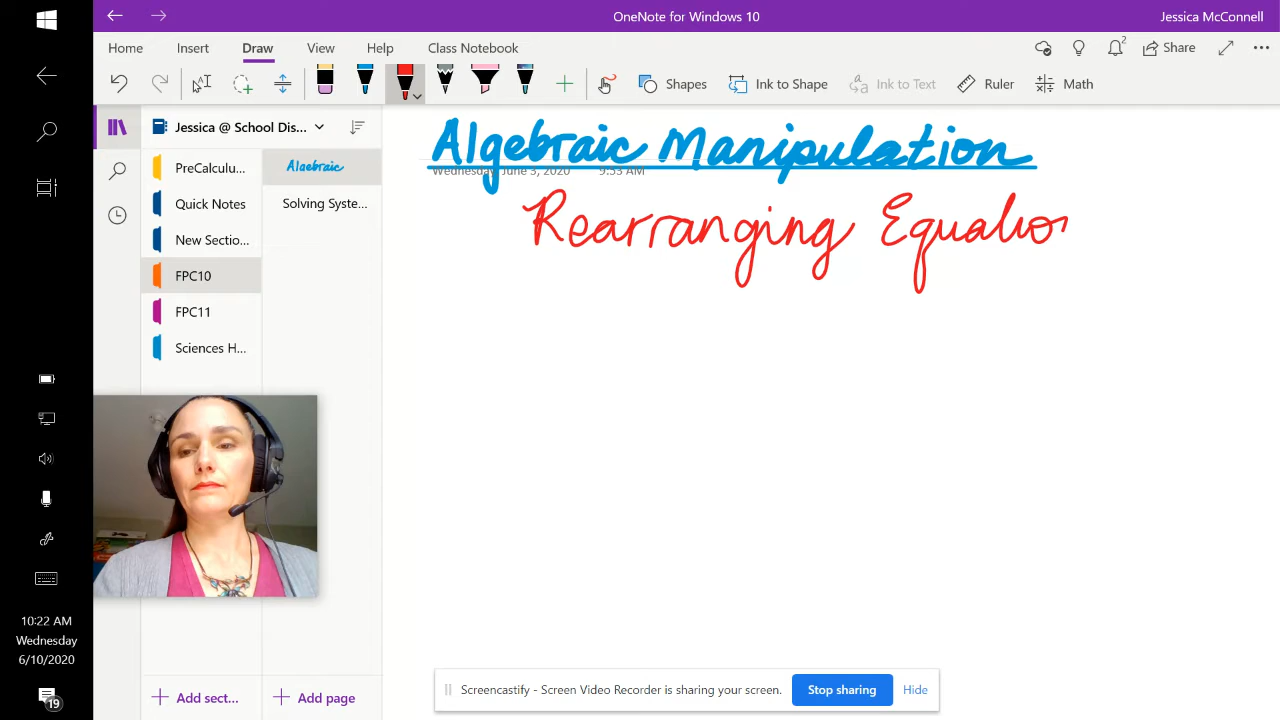 OneNote for Windows 10
Jessica McConnell
Home Insert Draw View Help Class Notebook
2 Share
Shapes Ink to Shape Ink to Text Ruler Math
Jessica @ School Dis...
PreCalculu...
Quick Notes
New Sectio...
FPC10
FPC11
Sciences H...
Algebraic
Solving Syste...
Algebraic Manipulation
Wednesday, June 3, 2020 9:53 AM
Rearranging Equation
10:22 AM
Wednesday
6/10/2020
19
Add sect...
Add page
Screencastify - Screen Video Recorder is sharing your screen. Stop sharing Hide